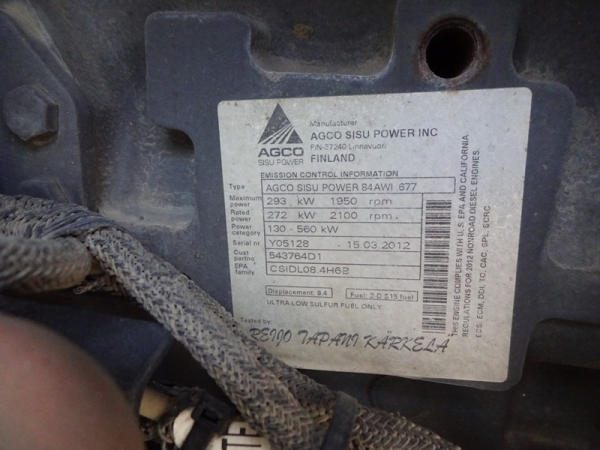 AGCO
SISU POWER
Manufacturer
AGCO SISU POWER INC
FIN-37240 Linnavuori
FINLAND
EMISSION CONTROL INFORMATION
Type AGCO SISU POWER 84AWI .677
Maximum power 293 kW 1950 rpm
Rated power 272 kW 2100 rpm.
Power category 130 - 560 kW
Serial nr Y05128 - 15.03.2012
Cust partno 543764D1
EPA family CSIDL08.4H6B
Displacement: 8.4 Fuel: 2-D S15 fuel
ULTRA LOW SULFUR FUEL ONLY
Tested by:
REIJO TAPANI KÄRKELÄ
THIS ENGINE COMPLIES WITH U.S. EPA AND CALIFORNIA
REGULATIONS FOR 2012 NONROAD DIESEL ENGINES.
ECS: ECM, DDI, TC, CAC, SPL, SCRC.